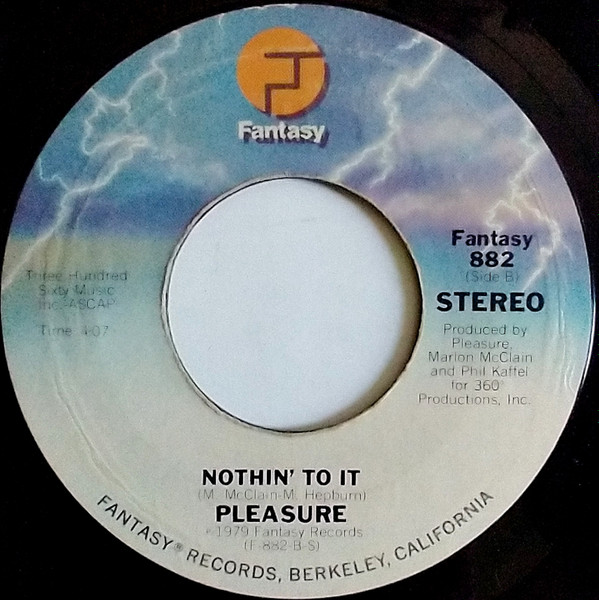 Fantasy
Fantasy
882
(Side B)
STEREO
Three Hundred
Sixty Music
Inc.-ASCAP
Time 4:07
Produced by
Pleasure,
Marlon McClain
and Phil Kaffel
for 360°
Productions, Inc.
NOTHIN' TO IT
(M. McClain-M. Hepburn)
PLEASURE
℗1979 Fantasy Records
(F-882-B-S)
FANTASY® RECORDS, BERKELEY, CALIFORNIA